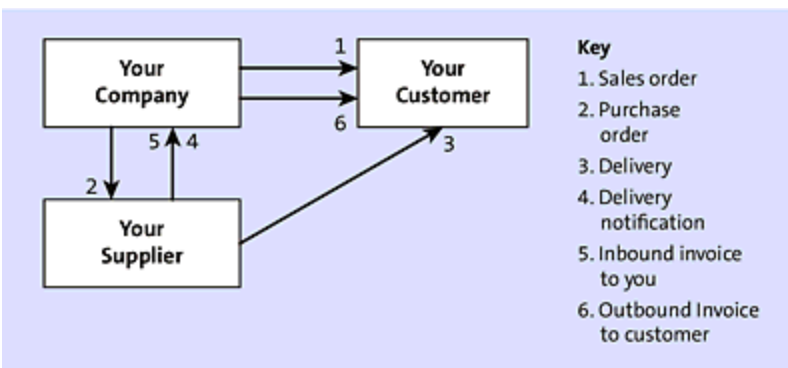 Your
Company
1
6
Your
Customer
5 4
3
2
Your
Supplier
Key
1. Sales order
2. Purchase
order
3. Delivery
4. Delivery
notification
5. Inbound invoice
to you
6. Outbound Invoice
to customer